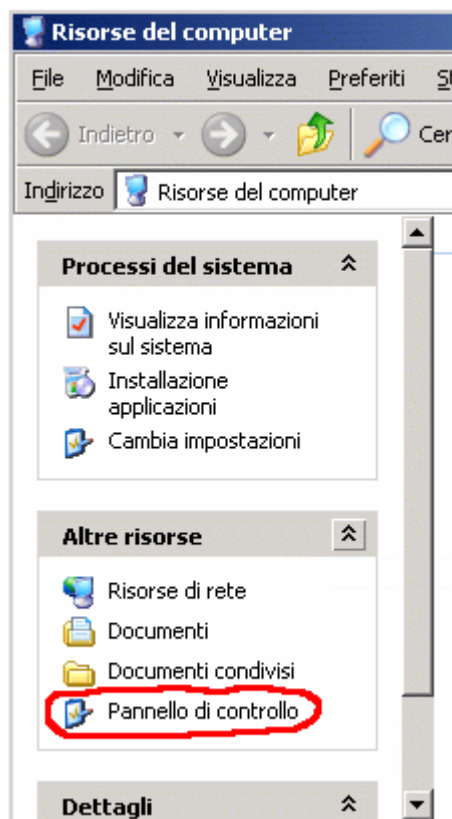 Risorse del computer
File Modifica Visualizza Preferiti
Indietro
Indirizzo Risorse del computer
Processi del sistema
Visualizza informazioni
sul sistema
Installazione
applicazioni
Cambia impostazioni
Altre risorse
Risorse di rete
Documenti
Documenti condivisi
Pannello di controllo
Dettagli